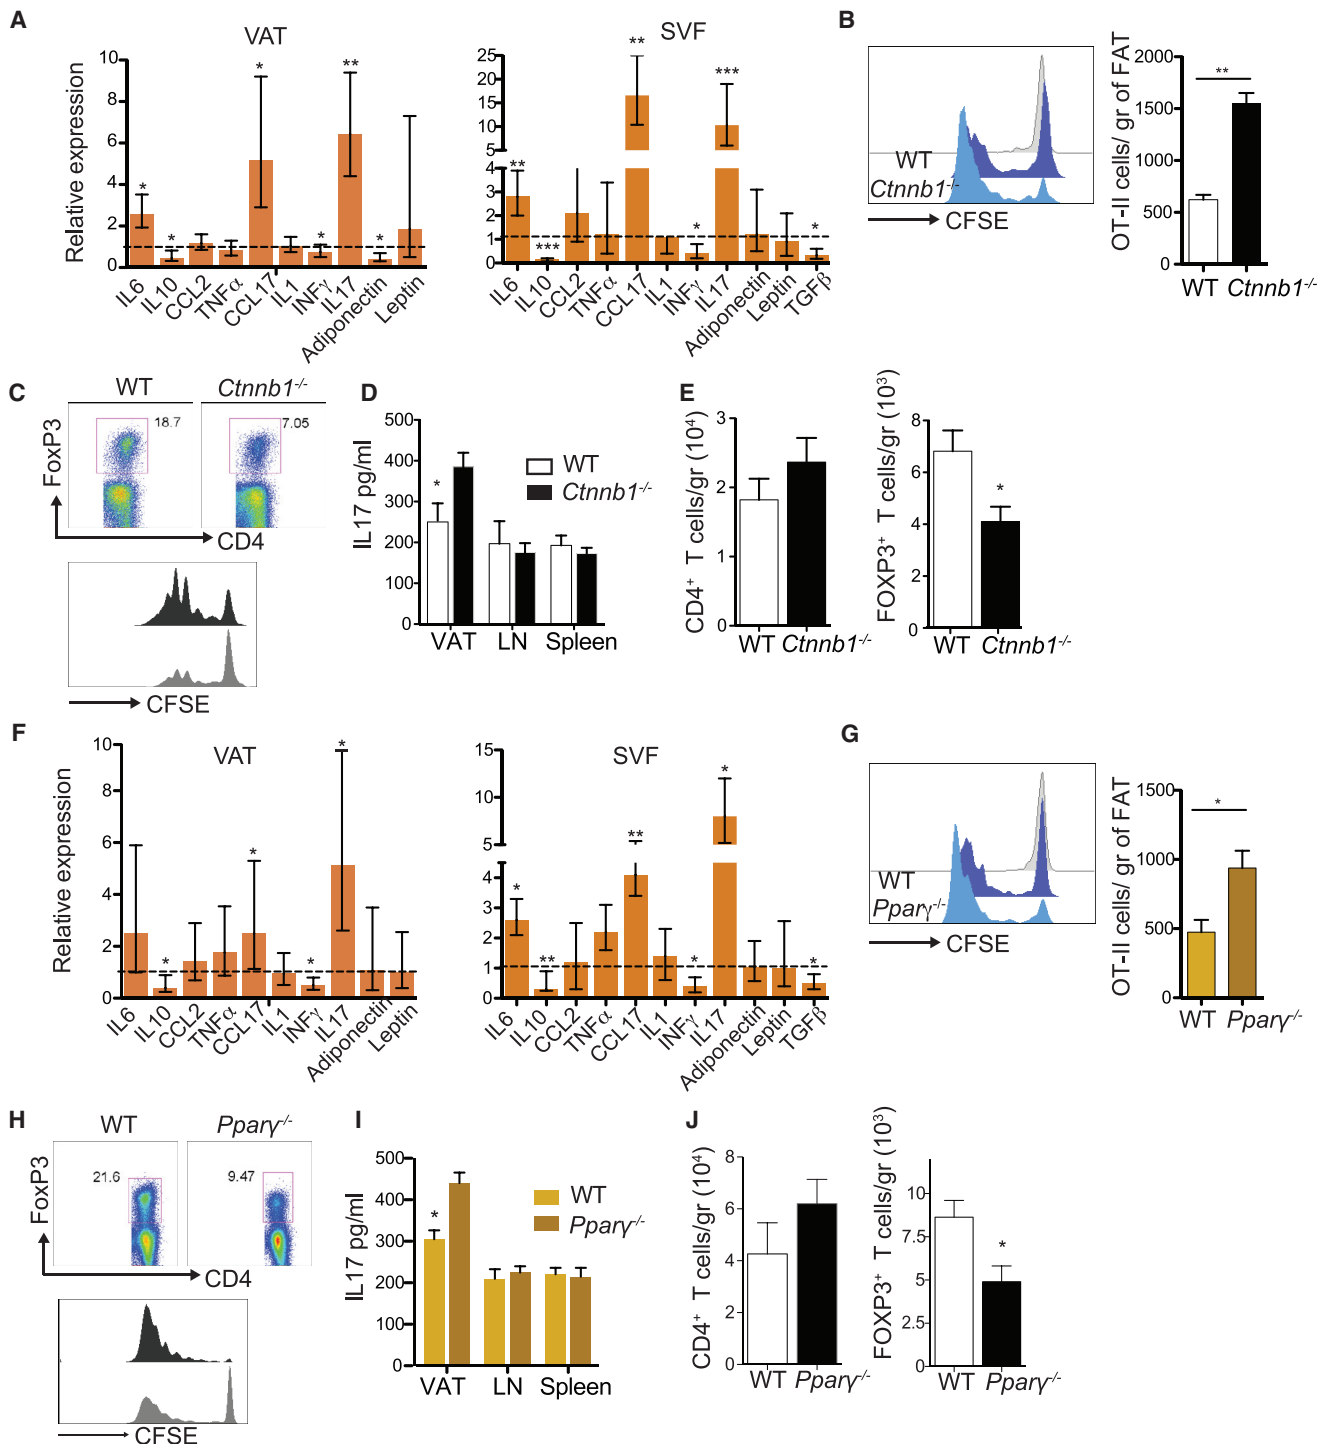 A
VAT
Relative expression
10
8
6
4
2
0
*
*
*
*
**
*
IL6
IL10
CCL2
TNFα
CCL17
IL1
INFγ
IL17
Adiponectin
Leptin
SVF
25
20
15
10
5
4
3
2
1
0
**
***
**
*
***
*
IL6
IL10
CCL2
TNFα
CCL17
IL1
INFγ
IL17
Adiponectin
Leptin
TGFβ
B
WT
Ctnnb1-/-
CFSE
OT-II cells/ gr of FAT
2000
1500
1000
500
0
**
WT Ctnnb1-/-
C
WT
Ctnnb1-/-
FoxP3
18.7
7.05
CD4
CFSE
D
IL17 pg/ml
500
400
300
200
100
0
*
WT
Ctnnb1-/-
VAT LN Spleen
E
CD4+ T cells/gr (10⁴)
3
2
1
0
WT Ctnnb1-/-
FOXP3+ T cells/gr (10³)
8
6
4
2
0
*
WT Ctnnb1-/-
F
VAT
Relative expression
10
8
6
4
2
0
*
*
*
*
IL6
IL10
CCL2
TNFα
CCL17
IL1
INFγ
IL17
Adiponectin
Leptin
SVF
15
10
5
4
3
2
1
0
*
**
**
*
*
*
IL6
IL10
CCL2
TNFα
CCL17
IL1
INFγ
IL17
Adiponectin
Leptin
TGFβ
G
WT
Pparγ-/-
CFSE
OT-II cells/ gr of FAT
1500
1000
500
0
*
WT Pparγ-/-
H
WT
Pparγ-/-
FoxP3
21.6
9.47
CD4
CFSE
I
IL17 pg/ml
500
400
300
200
100
0
*
WT
Pparγ-/-
VAT LN Spleen
J
CD4+ T cells/gr (10⁴)
8
6
4
2
0
WT Pparγ-/-
FOXP3+ T cells/gr (10³)
10
7.5
5
2.5
0
*
WT Pparγ-/-